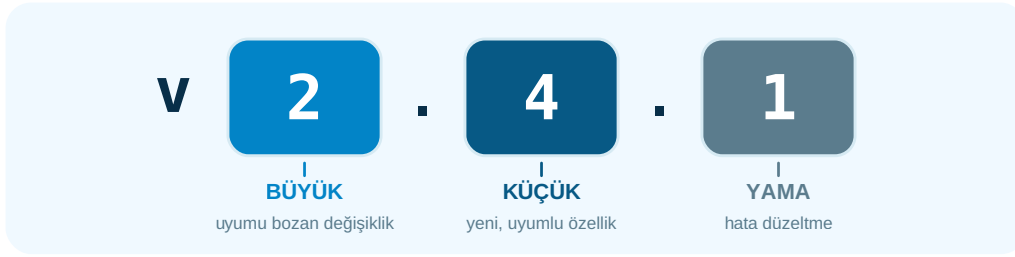 v 2 . 4 . 1
BÜYÜK KÜÇÜK YAMA
uyumu bozan değişiklik yeni, uyumlu özellik hata düzeltme